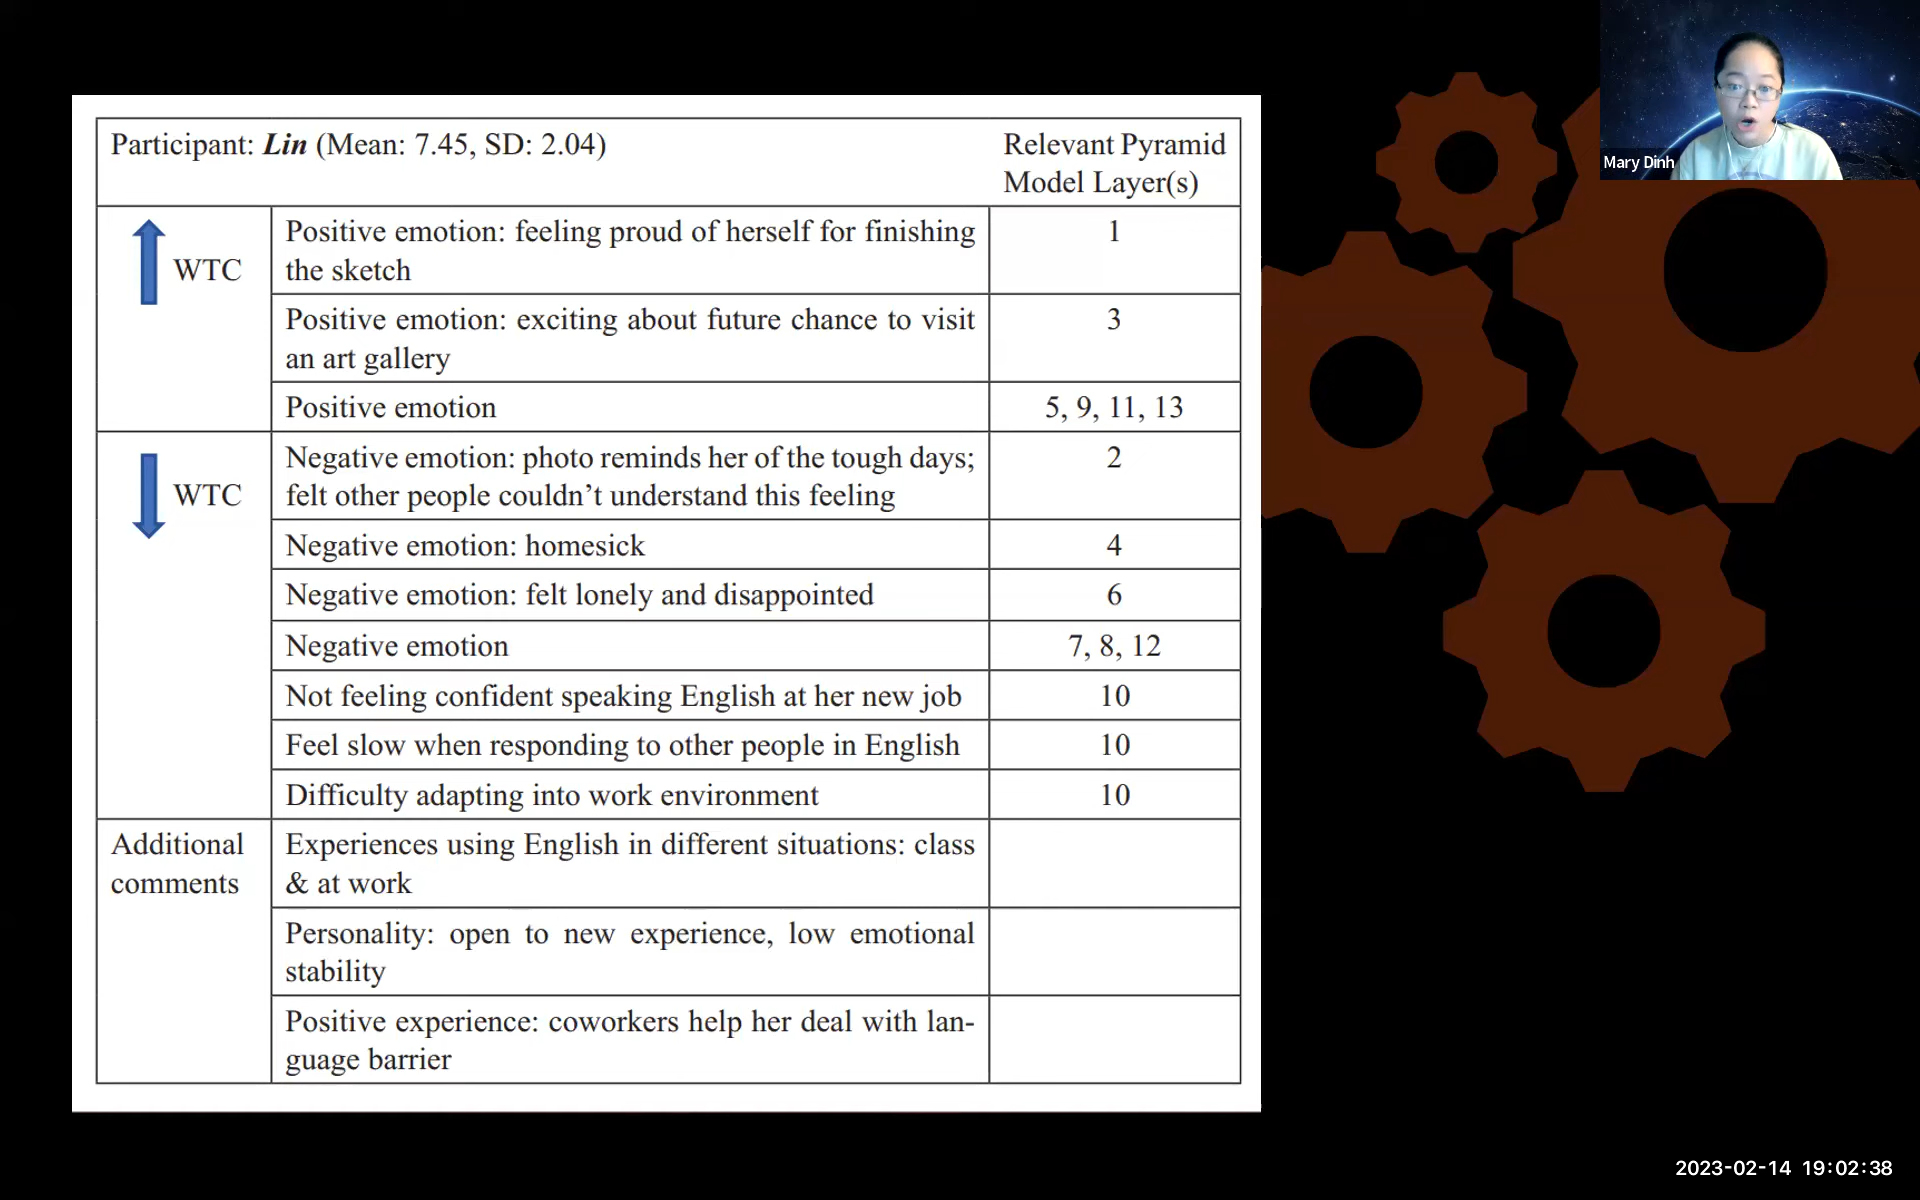 Participant: Lin (Mean: 7.45, SD: 2.04)
Relevant Pyramid
Model Layer(s)
WTC
Positive emotion: feeling proud of herself for finishing
the sketch
1
Positive emotion: exciting about future chance to visit
an art gallery
3
Positive emotion
5, 9, 11, 13
WTC
Negative emotion: photo reminds her of the tough days;
felt other people couldn’t understand this feeling
2
Negative emotion: homesick
4
Negative emotion: felt lonely and disappointed
6
Negative emotion
7, 8, 12
Not feeling confident speaking English at her new job
10
Feel slow when responding to other people in English
10
Difficulty adapting into work environment
10
Additional
comments
Experiences using English in different situations: class
& at work
Personality: open to new experience, low emotional
stability
Positive experience: coworkers help her deal with lan-
guage barrier
Mary Dinh
2023-02-14 19:02:38